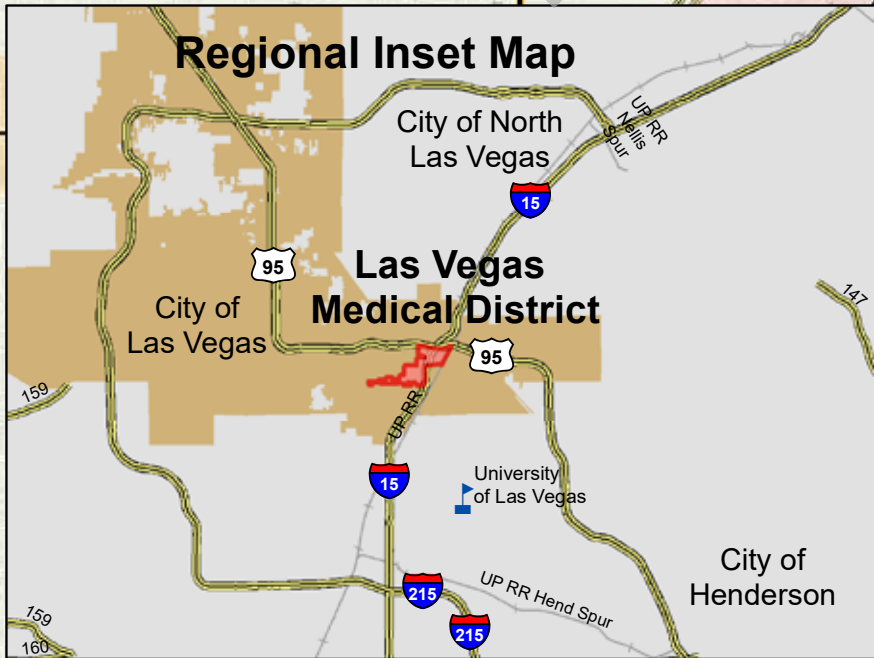 Regional Inset Map
City of North
Las Vegas
UP RR
Nellis
Spur
15
95
Las Vegas
Medical District
City of
Las Vegas
147
95
159
UP RR
15
University
of Las Vegas
City of
Henderson
215
UP RR Hend Spur
215
159
160